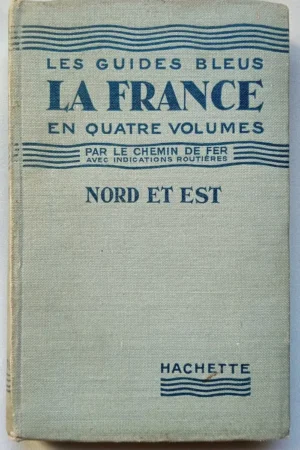 LES GUIDES BLEUS
LA FRANCE
EN QUATRE VOLUMES
PAR LE CHEMIN DE FER
AVEC INDICATIONS ROUTIÈRES
NORD ET EST
HACHETTE